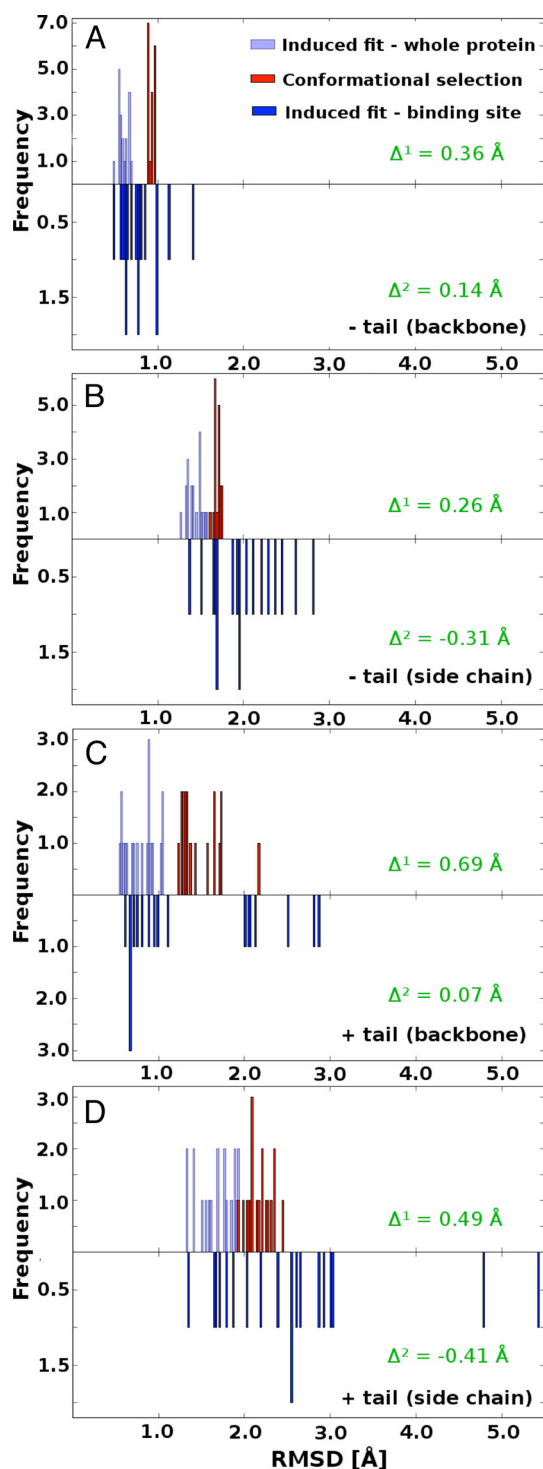 A
Induced fit - whole protein
Conformational selection
Induced fit - binding site
Frequency
7.0
5.0
3.0
1.0
0.5
1.5
Δ¹ = 0.36 Å
Δ² = 0.14 Å
- tail (backbone)
1.0 2.0 3.0 4.0 5.0
B
Frequency
5.0
3.0
1.0
0.5
1.5
Δ¹ = 0.26 Å
Δ² = -0.31 Å
- tail (side chain)
1.0 2.0 3.0 4.0 5.0
C
Frequency
3.0
2.0
1.0
1.0
2.0
3.0
Δ¹ = 0.69 Å
Δ² = 0.07 Å
+ tail (backbone)
1.0 2.0 3.0 4.0 5.0
D
Frequency
3.0
2.0
1.0
0.5
1.5
Δ¹ = 0.49 Å
Δ² = -0.41 Å
+ tail (side chain)
1.0 2.0 3.0 4.0 5.0
RMSD [Å]